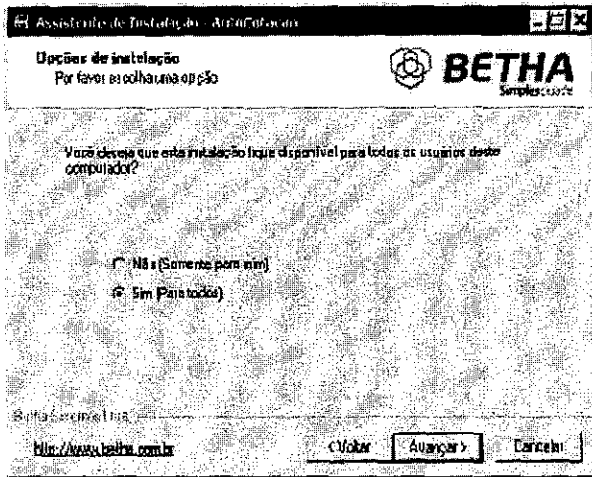 Assistente de Instalação - AutoCotacao
Opções de instalação
Por favor escolha uma opção
BETHA
Simplescidade
Você deseja que esta instalação fique disponível para todos os usuarios deste
computador?
Não (Somente para mim)
Sim (Para todos)
http://www.betha.com.br
< Voltar
Avançar >
Cancelar